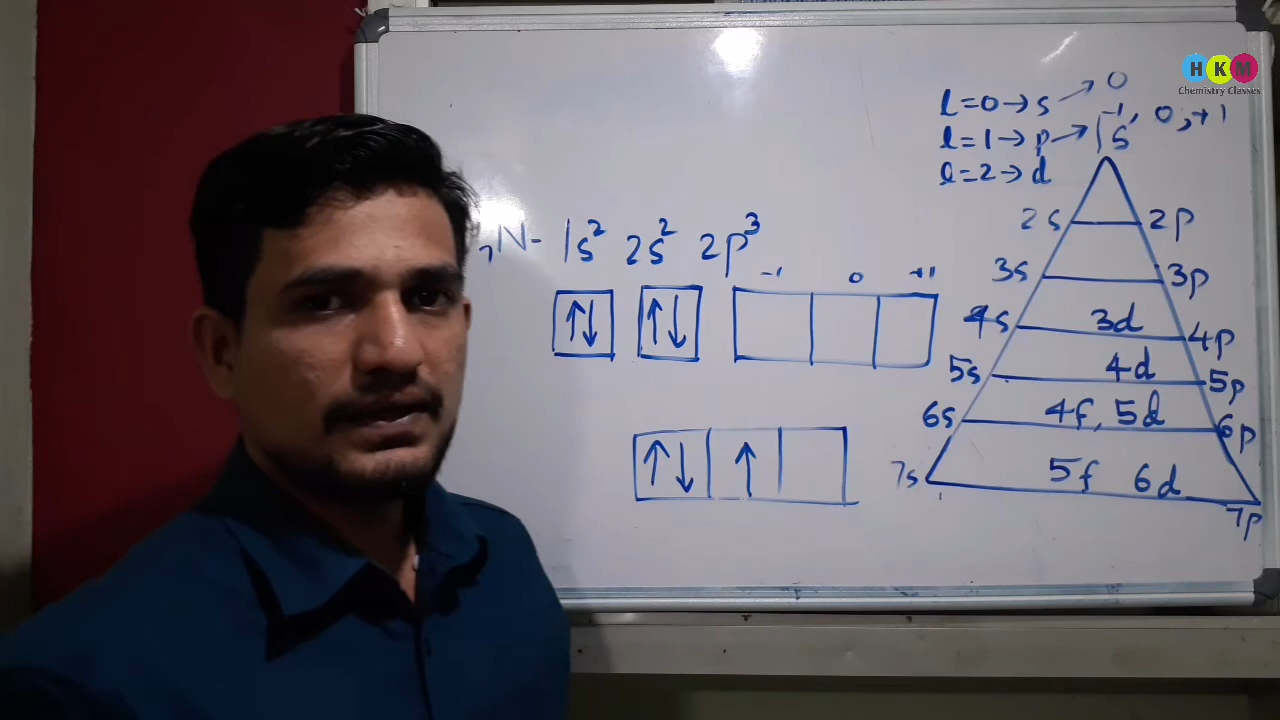 H K M
Chemistry Classes
l=0→s→0
l=1→p→-1, 0, +1
l=2→d
1s
2s 2p
3s 3p
4s 3d 4p
5s 4d 5p
6s 4f, 5d 6p
7s 5f 6d 7p
₇N- 1s² 2s² 2p³
-1 0 +1
↑↓ ↑↓
↑↓ ↑